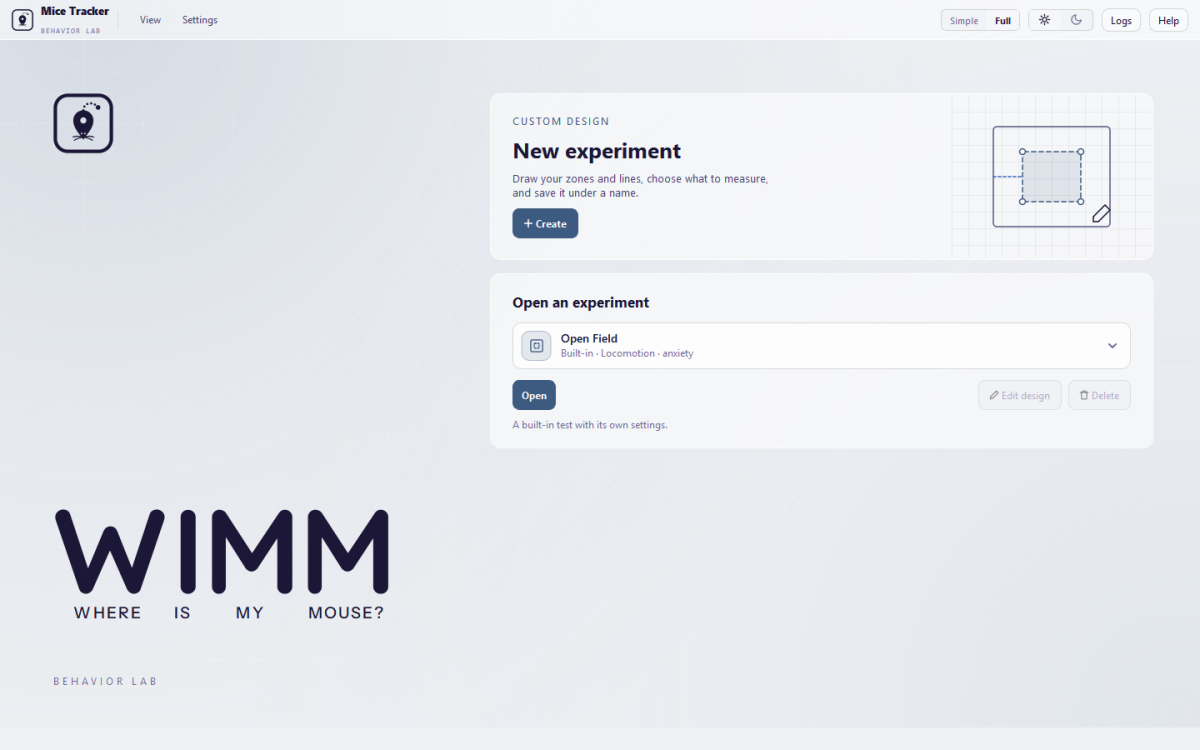 Mice Tracker
BEHAVIOR LAB
View
Settings
Simple
Full
Logs
Help
CUSTOM DESIGN
New experiment
Draw your zones and lines, choose what to measure,
and save it under a name.
+ Create
Open an experiment
Open Field
Built-in · Locomotion · anxiety
Open
Edit design
Delete
A built-in test with its own settings.
WIMM
WHERE IS MY MOUSE?
BEHAVIOR LAB